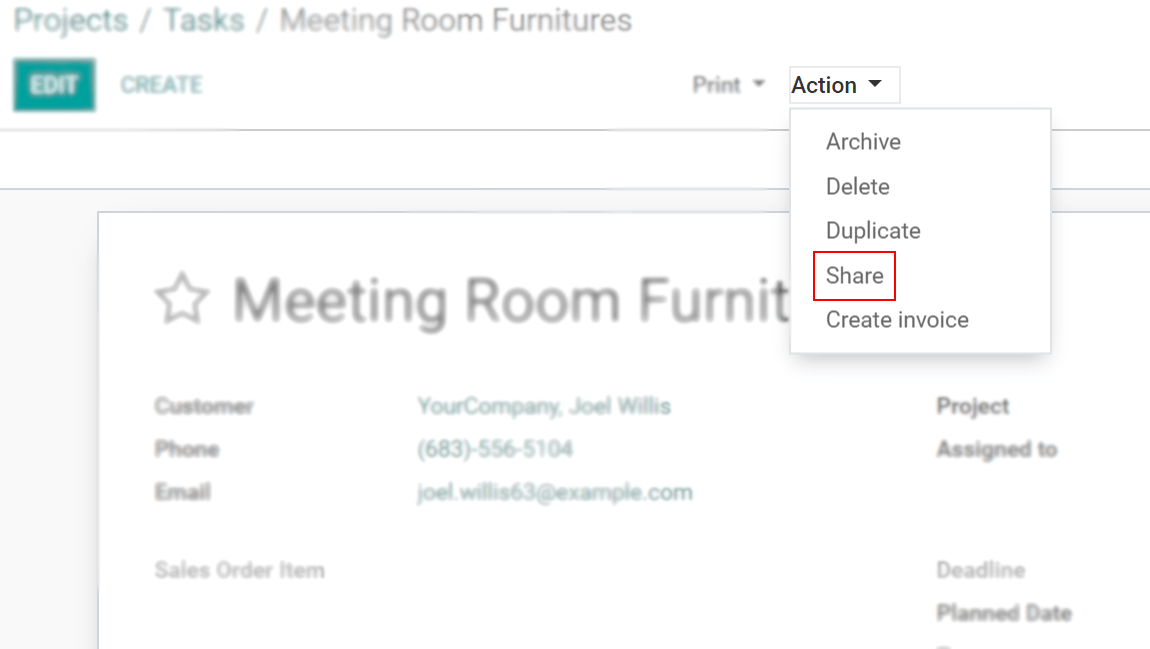 Projects / Tasks / Meeting Room Furnitures
EDIT CREATE Print Action
Archive
Delete
Duplicate
Share
Create invoice
Meeting Room Furnit
Customer YourCompany, Joel Willis Project
Phone (683)-556-5104 Assigned to
Email joel.willis63@example.com
Sales Order Item Deadline
Planned Date